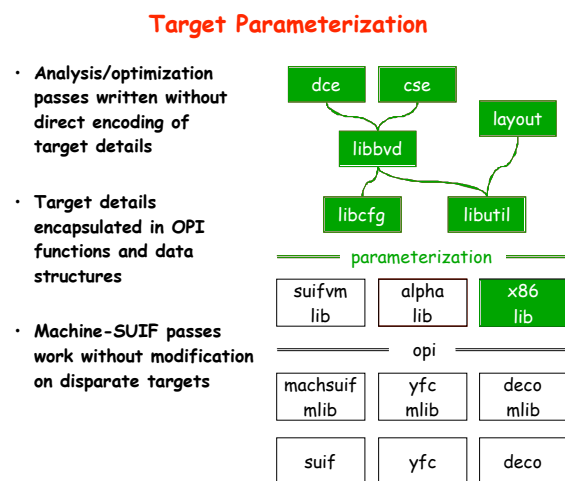 Target Parameterization
• Analysis/optimization
passes written without
direct encoding of
target details
• Target details
encapsulated in OPI
functions and data
structures
• Machine-SUIF passes
work without modification
on disparate targets
dce
cse
layout
libbvd
libcfg
libutil
parameterization
suifvm
lib
alpha
lib
x86
lib
opi
machsuif
mlib
yfc
mlib
deco
mlib
suif
yfc
deco